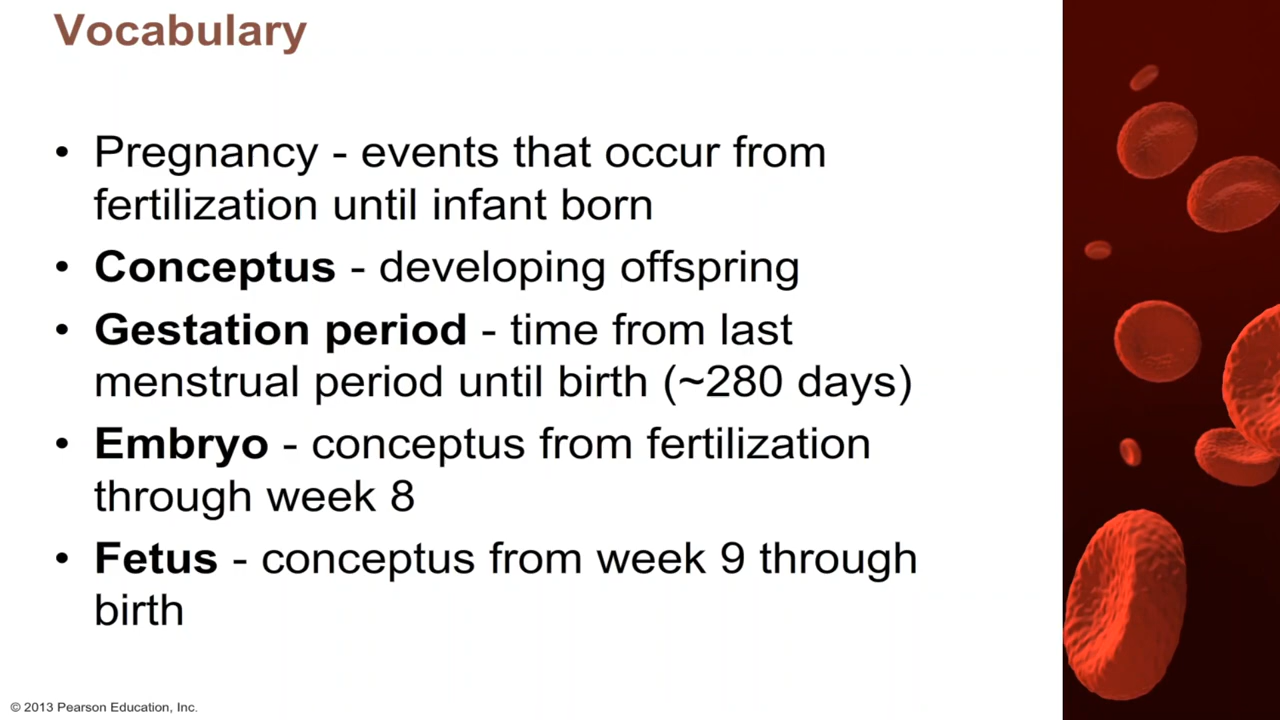 Vocabulary
• Pregnancy - events that occur from
fertilization until infant born
• Conceptus - developing offspring
• Gestation period - time from last
menstrual period until birth (~280 days)
• Embryo - conceptus from fertilization
through week 8
• Fetus - conceptus from week 9 through
birth
© 2013 Pearson Education, Inc.